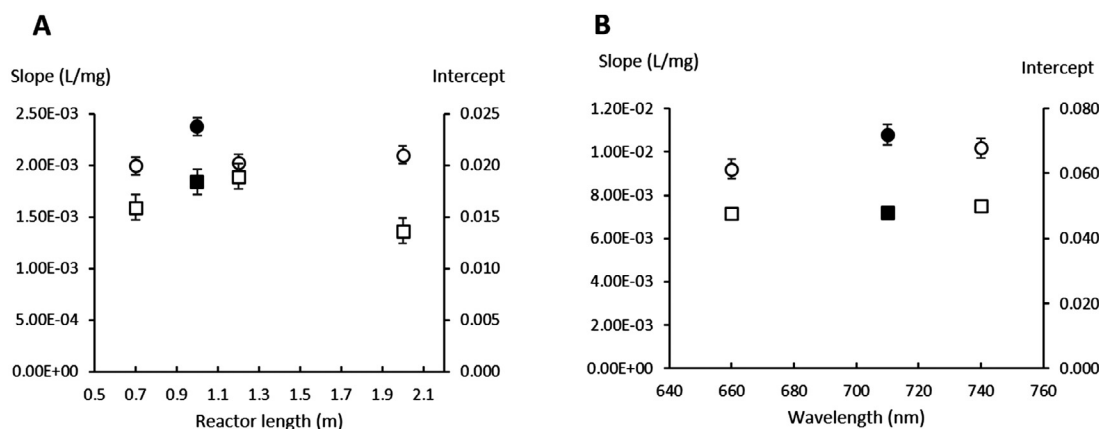 A
Slope (L/mg)
Intercept
2.50E-03
2.00E-03
1.50E-03
1.00E-03
5.00E-04
0.00E+00
0.025
0.020
0.015
0.010
0.005
0.000
0.5 0.7 0.9 1.1 1.3 1.5 1.7 1.9 2.1
Reactor length (m)
B
Slope (L/mg)
Intercept
1.20E-02
1.00E-02
8.00E-03
6.00E-03
4.00E-03
2.00E-03
0.00E+00
0.080
0.060
0.040
0.020
0.000
640 660 680 700 720 740 760
Wavelength (nm)